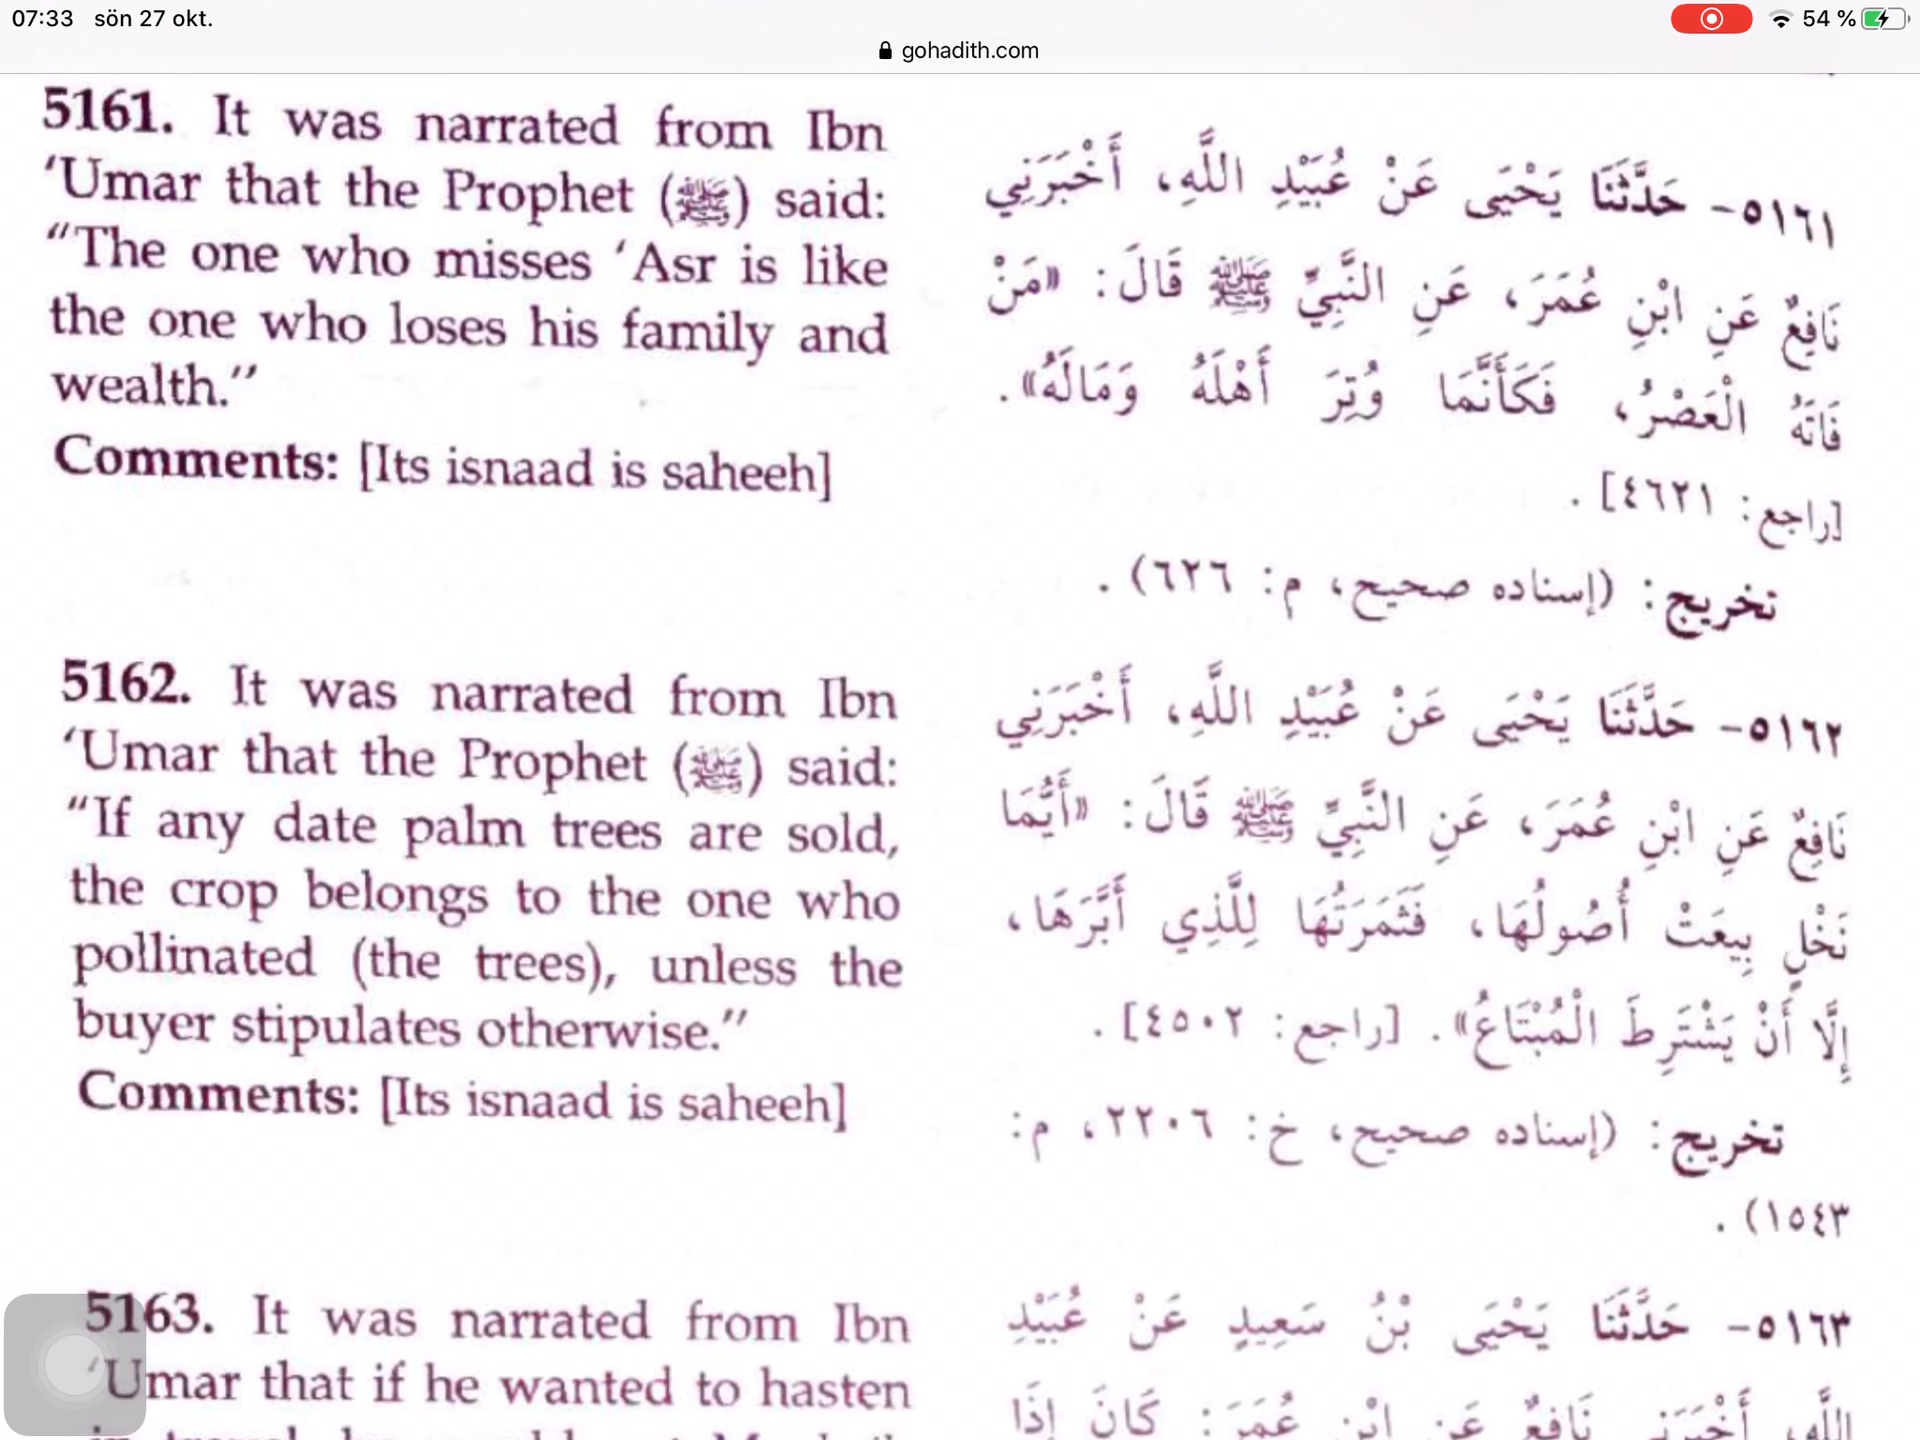 07:33 sön 27 okt.
54 %
gohadith.com
5161. It was narrated from Ibn
‘Umar that the Prophet (ﷺ) said:
“The one who misses ‘Asr is like
the one who loses his family and
wealth.”
Comments: [Its isnaad is saheeh]
٥١٦١- حَدَّثَنَا يَحْيَى عَنْ عُبَيْدِ اللَّهِ، أَخْبَرَنِي
نَافِعٌ عَنِ ابْنِ عُمَرَ، عَنِ النَّبِيِّ ﷺ قَالَ: «مَنْ
فَاتَهُ الْعَصْرُ، فَكَأَنَّمَا وُتِرَ أَهْلَهُ وَمَالَهُ».
[راجع: ٤٦٢١].
تخريج: (إسناده صحيح، م: ٦٢٦).
5162. It was narrated from Ibn
‘Umar that the Prophet (ﷺ) said:
“If any date palm trees are sold,
the crop belongs to the one who
pollinated (the trees), unless the
buyer stipulates otherwise.”
Comments: [Its isnaad is saheeh]
٥١٦٢- حَدَّثَنَا يَحْيَى عَنْ عُبَيْدِ اللَّهِ، أَخْبَرَنِي
نَافِعٌ عَنِ ابْنِ عُمَرَ، عَنِ النَّبِيِّ ﷺ قَالَ: «أَيُّمَا
نَخْلٍ بِيعَتْ أُصُولُهَا، فَثَمَرَتُهَا لِلَّذِي أَبَّرَهَا،
إِلَّا أَنْ يَشْتَرِطَ الْمُبْتَاعُ». [راجع: ٤٥٠٢].
تخريج: (إسناده صحيح، خ: ٢٢٠٦، م:
١٥٤٣).
5163. It was narrated from Ibn
‘Umar that if he wanted to hasten
٥١٦٣- حَدَّثَنَا يَحْيَى بْنُ سَعِيدٍ عَنْ عُبَيْدِ
اللَّهِ، أَخْبَرَنِي نَافِعٌ عَنِ ابْنِ عُمَرَ: كَانَ إِذَا